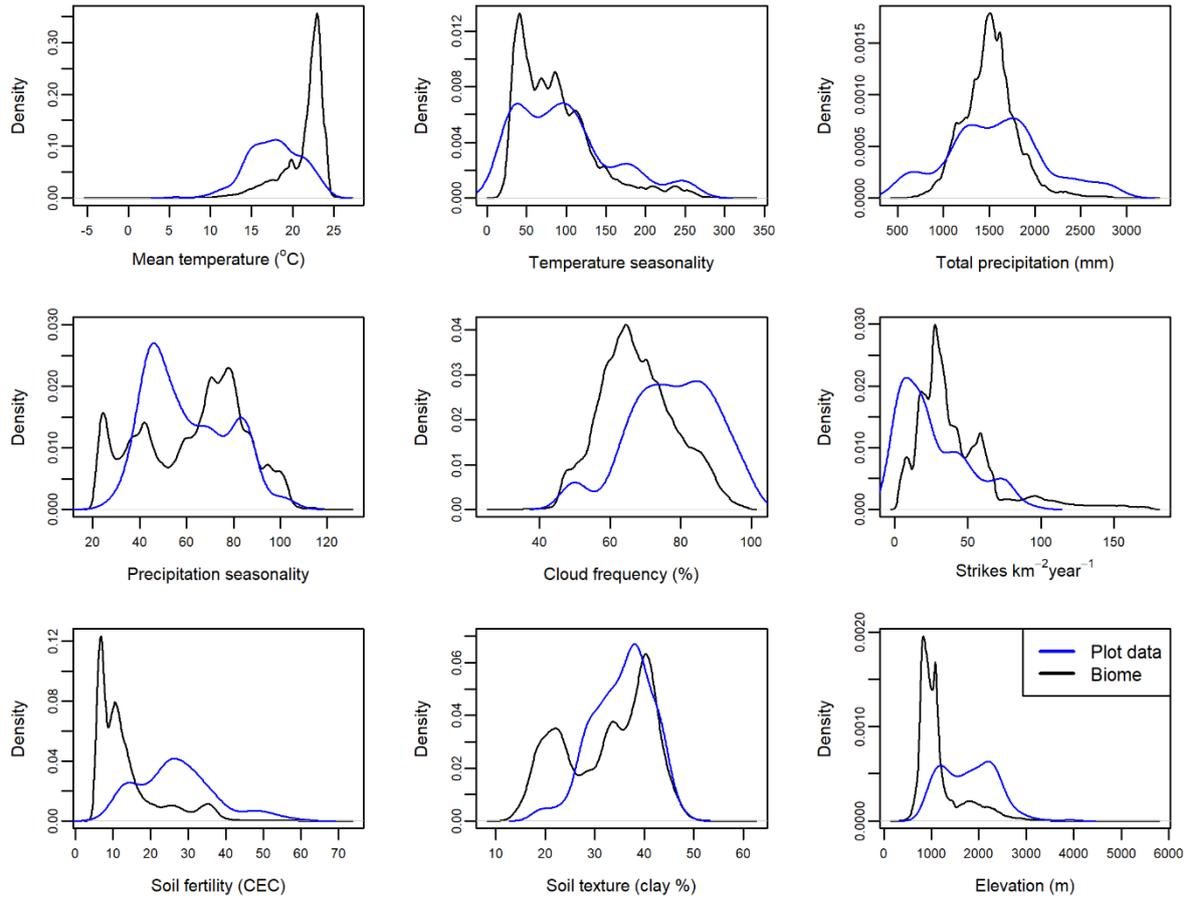 Density
0.00 0.10 0.20 0.30
-5 0 5 10 15 20 25
Mean temperature (°C)
Density
0.000 0.004 0.008 0.012
0 50 100 150 200 250 300 350
Temperature seasonality
Density
0.0000 0.0005 0.0010 0.0015
500 1000 1500 2000 2500 3000
Total precipitation (mm)
Density
0.000 0.010 0.020 0.030
20 40 60 80 100 120
Precipitation seasonality
Density
0.00 0.01 0.02 0.03 0.04
40 60 80 100
Cloud frequency (%)
Density
0.000 0.010 0.020 0.030
0 50 100 150
Strikes km⁻²year⁻¹
Density
0.00 0.04 0.08 0.12
0 10 20 30 40 50 60 70
Soil fertility (CEC)
Density
0.00 0.02 0.04 0.06
10 20 30 40 50 60
Soil texture (clay %)
Density
0.0000 0.0010 0.0020
Plot data
Biome
0 1000 2000 3000 4000 5000 6000
Elevation (m)